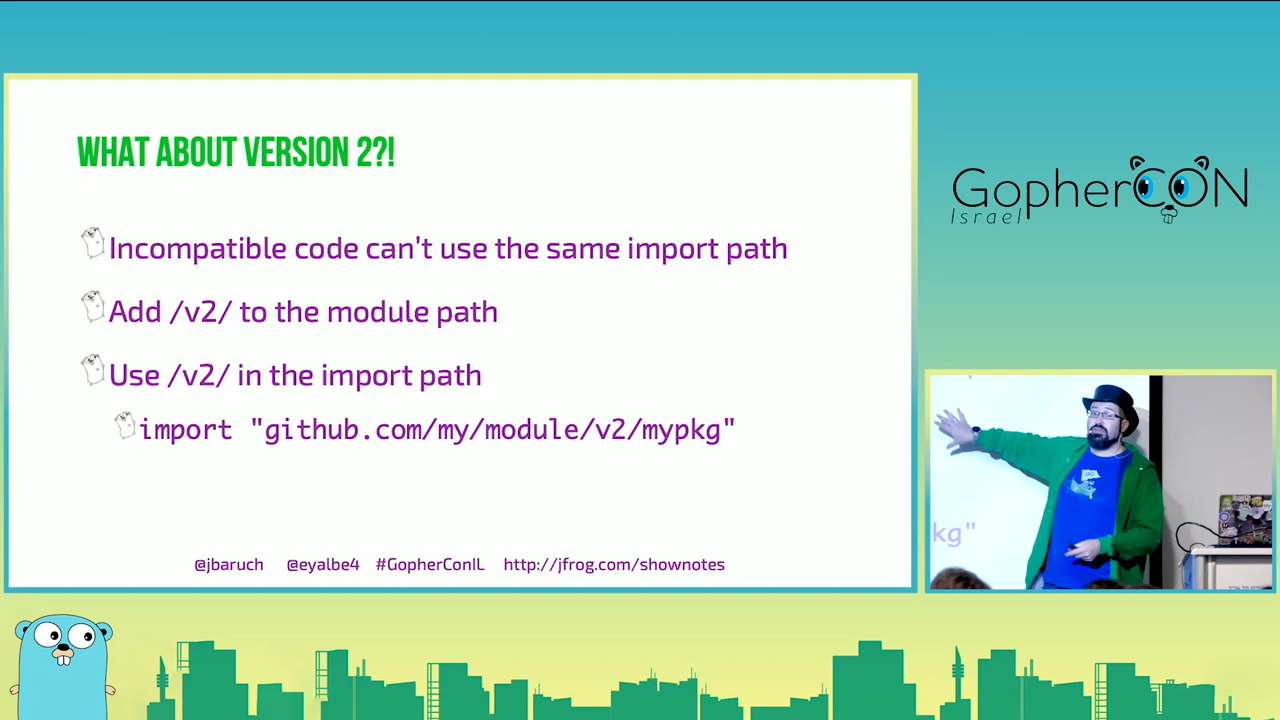 WHAT ABOUT VERSION 2?!
Incompatible code can't use the same import path
Add /v2/ to the module path
Use /v2/ in the import path
import "github.com/my/module/v2/mypkg"
@jbaruch @eyalbe4 #GopherConIL http://jfrog.com/shownotes
GopherCON
Israel
kg"